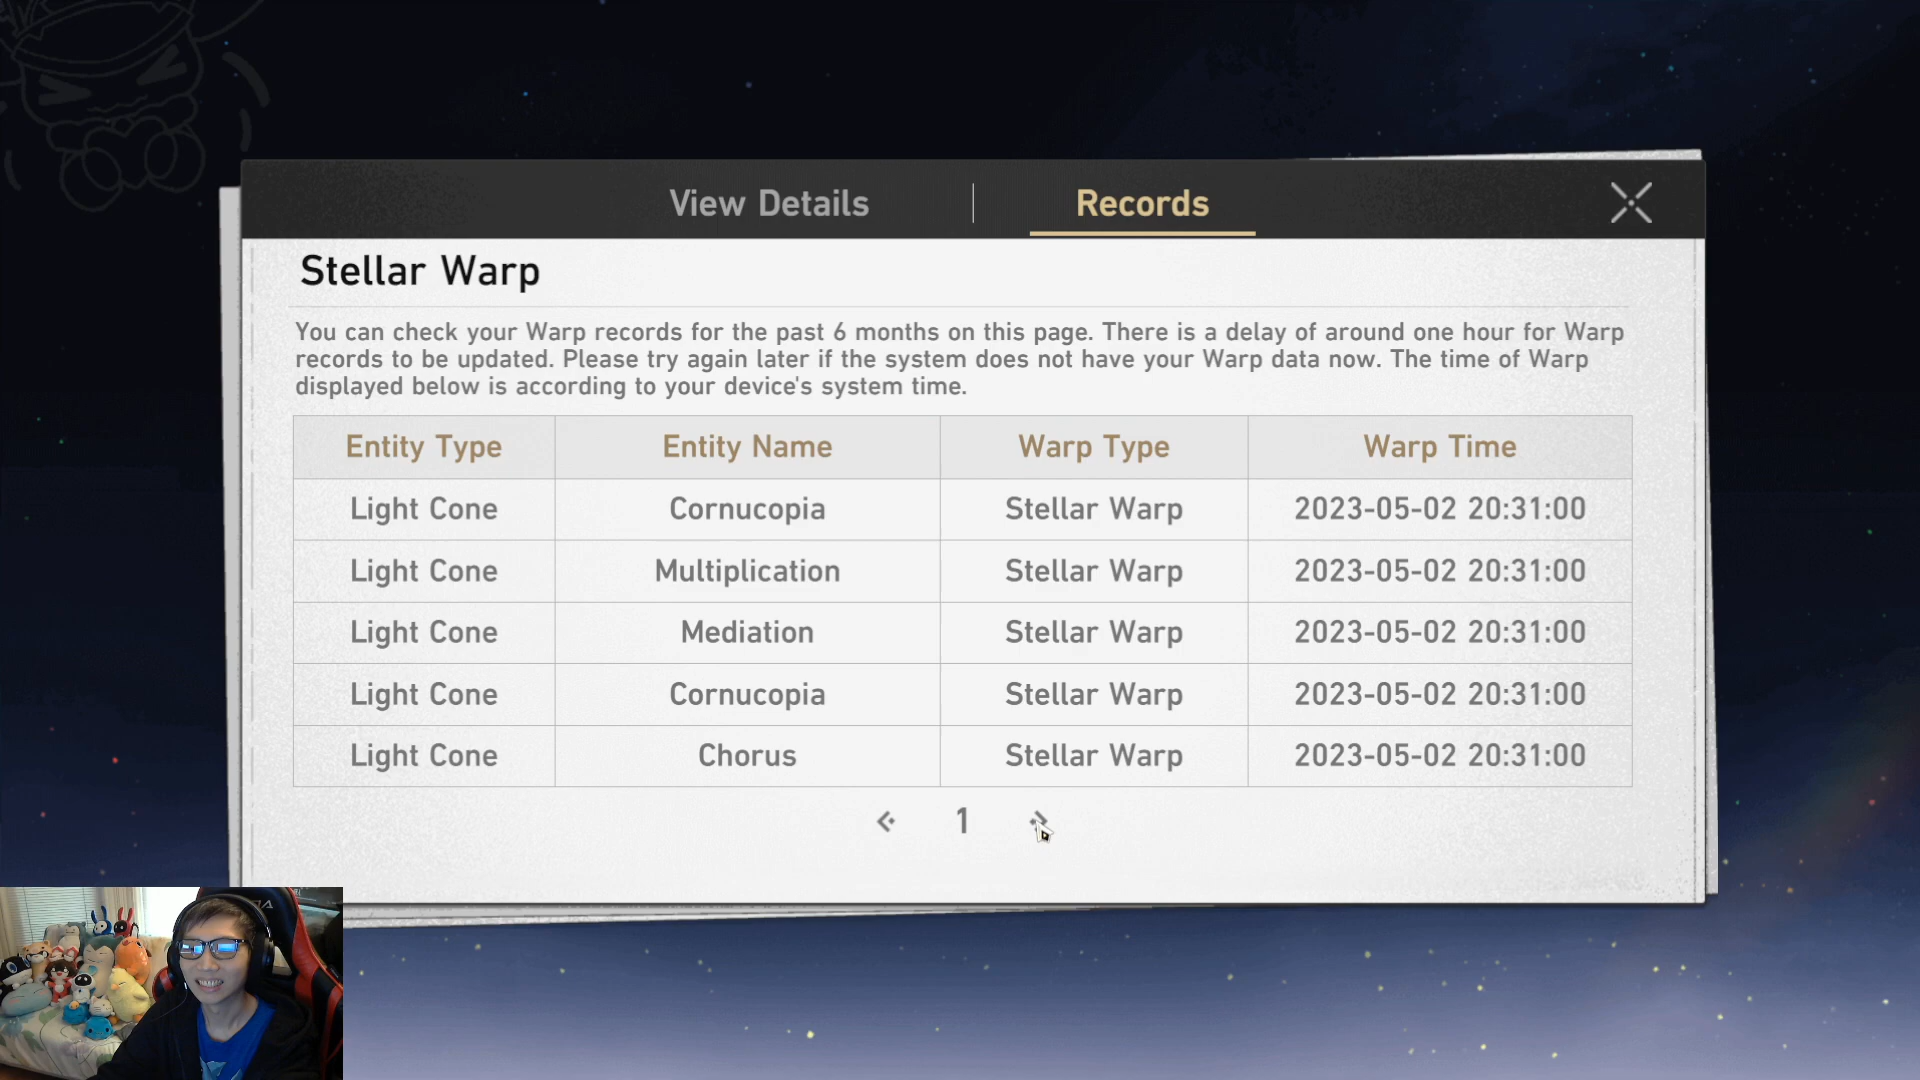 View Details
Records
Stellar Warp
You can check your Warp records for the past 6 months on this page. There is a delay of around one hour for Warp
records to be updated. Please try again later if the system does not have your Warp data now. The time of Warp
displayed below is according to your device's system time.
Entity Type Entity Name Warp Type Warp Time
Light Cone Cornucopia Stellar Warp 2023-05-02 20:31:00
Light Cone Multiplication Stellar Warp 2023-05-02 20:31:00
Light Cone Mediation Stellar Warp 2023-05-02 20:31:00
Light Cone Cornucopia Stellar Warp 2023-05-02 20:31:00
Light Cone Chorus Stellar Warp 2023-05-02 20:31:00
1